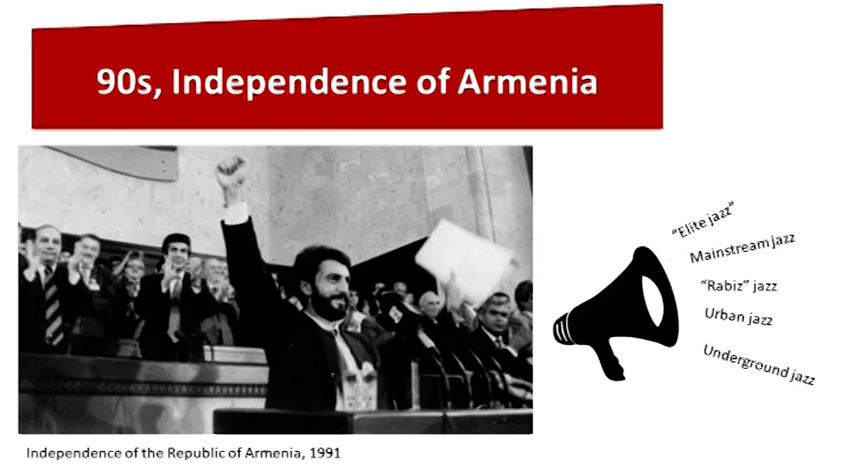 90s, Independence of Armenia
"Elite jazz"
Mainstream jazz
"Rabiz" jazz
Urban jazz
Underground jazz
Independence of the Republic of Armenia, 1991